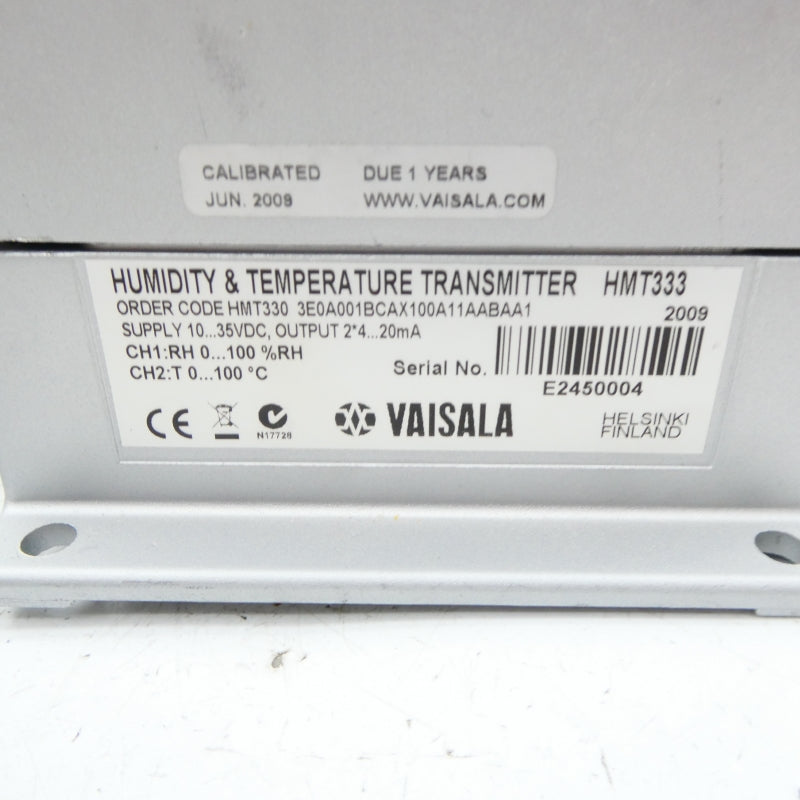 CALIBRATED DUE 1 YEARS
JUN. 2009 WWW.VAISALA.COM
HUMIDITY & TEMPERATURE TRANSMITTER HMT333
ORDER CODE HMT330 3E0A001BCAX100A11AABAA1 2009
SUPPLY 10...35VDC, OUTPUT 2*4...20mA
CH1:RH 0...100 %RH
CH2:T 0...100 °C
Serial No.
E2450004
CE
N17728
VAISALA
HELSINKI
FINLAND